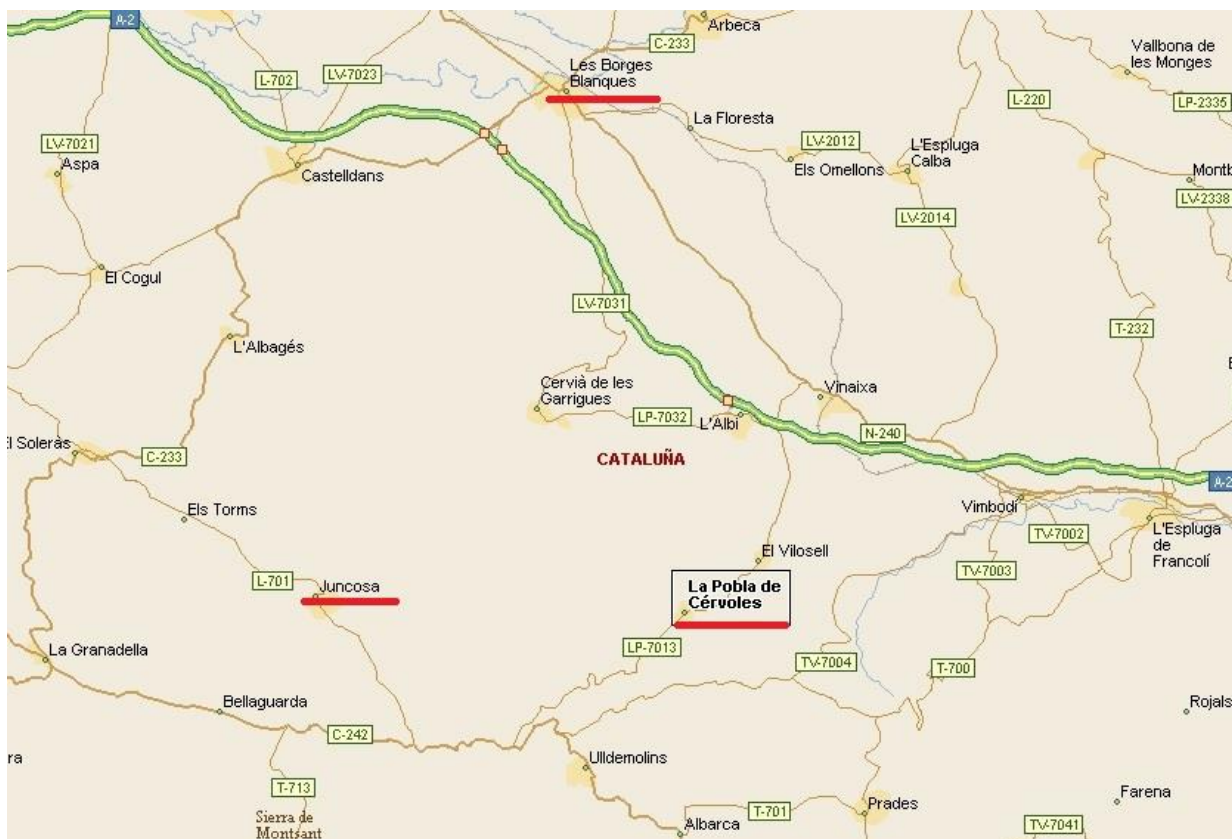 A-2
Arbeca
C-233
Les Borges
Blanques
Vallbona de
les Monges
L-702
LV-7023
L-220
LP-2335
La Floresta
LV-7021
LV-2012
Aspa
Castelldans
Els Omellons
L'Espluga
Calba
Montb
LV-2338
LV-2014
El Cogul
LV-7031
T-232
L'Albagés
Cervià de les
Garrigues
Vinaixa
LP-7032
L'Albi
N-240
El Soleràs
C-233
CATALUÑA
A-2
Els Torms
Vimbodí
TV-7002
L'Espluga
de
Francolí
El Vilosell
TV-7003
L-701
Juncosa
La Pobla de
Cérvoles
La Granadella
LP-7013
TV-7004
T-700
Bellaguarda
Rojals
C-242
ra
Ulldemolins
T-713
Farena
Sierra de
Montsant
T-701
Prades
Albarca
TV-7041